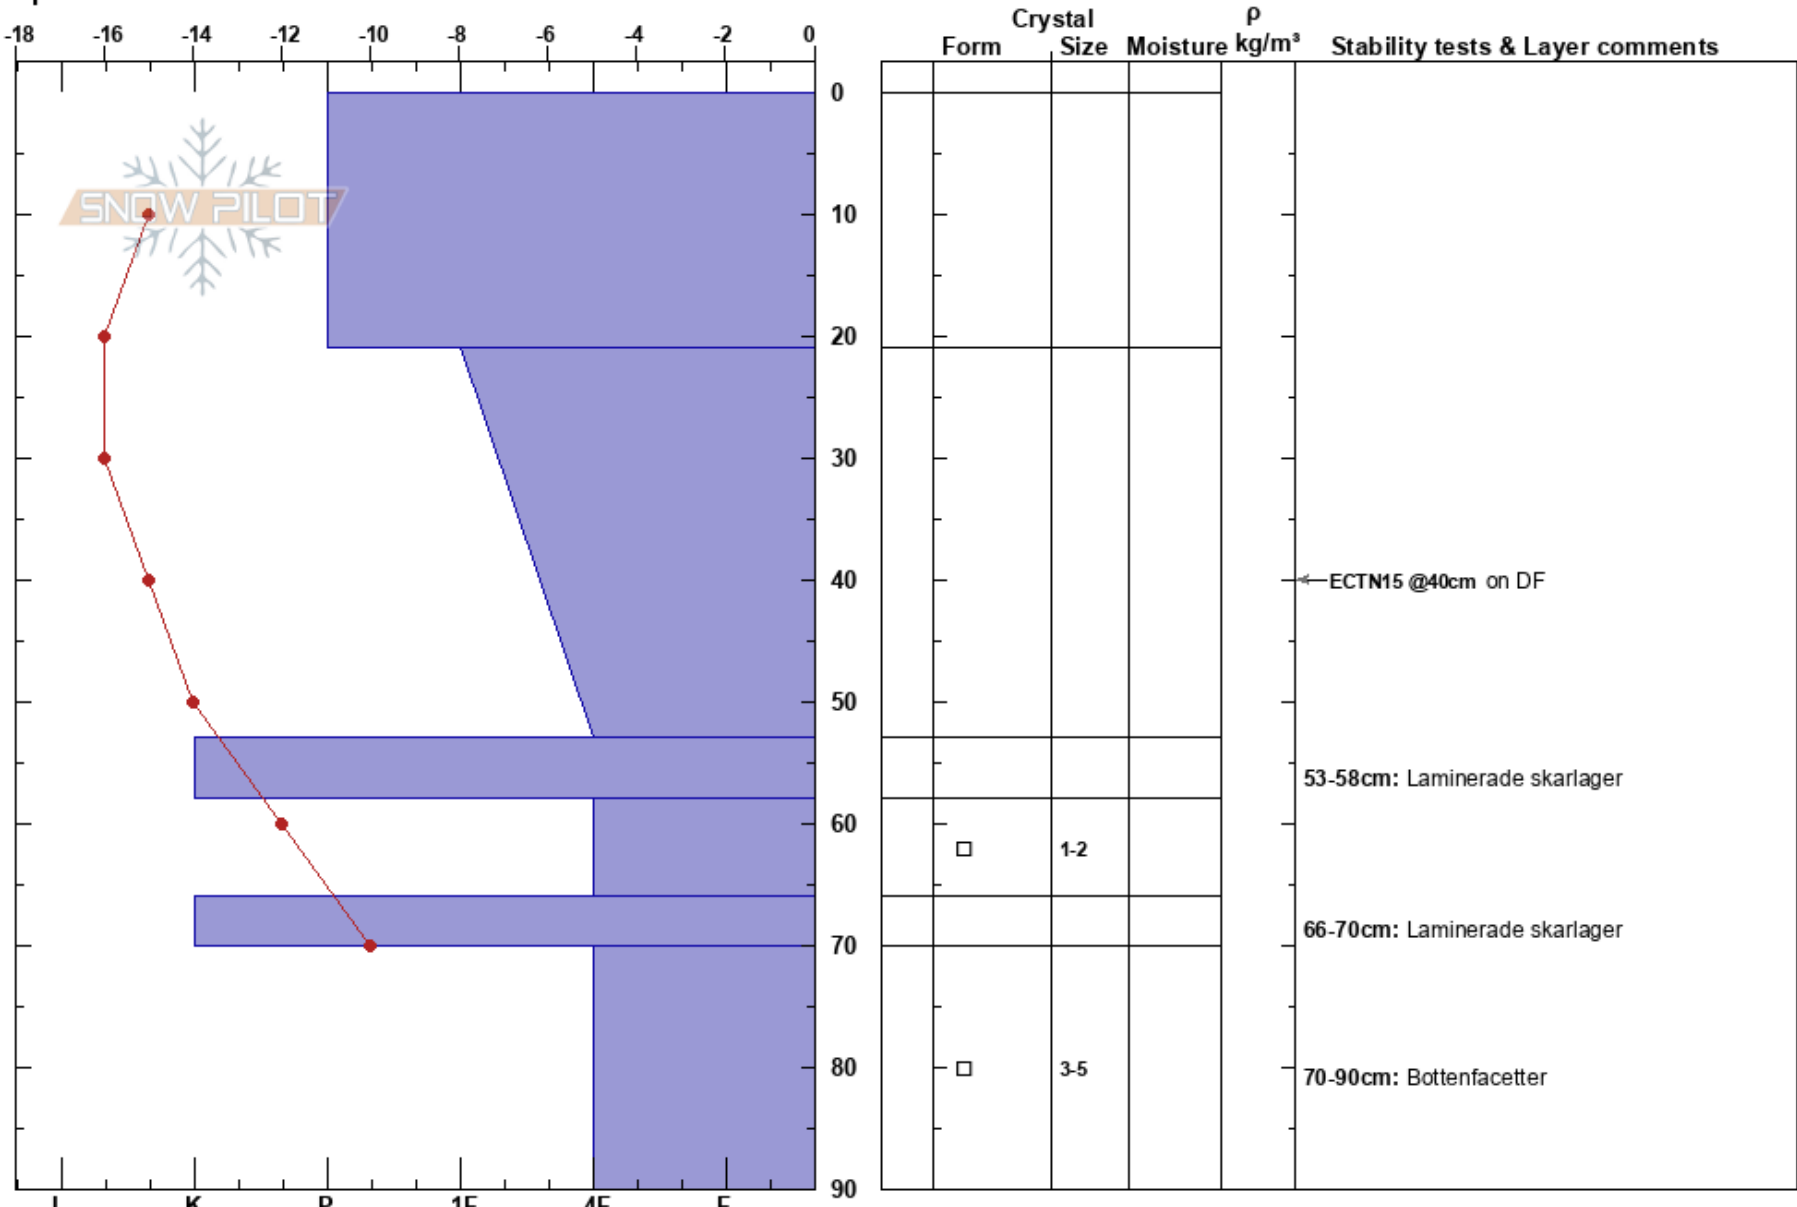 Crystal ρ
-18 -16 -14 -12 -10 -8 -6 -4 -2 0 Form Size Moisture kg/m³ Stability tests & Layer comments
0
SNOW PILOT
10
20
30
40 ECTN15 @40cm on DF
50
53-58cm: Laminerade skarlager
60
1-2
66-70cm: Laminerade skarlager
70
80 3-5 70-90cm: Bottenfacetter
90
I K P 1F 4F F